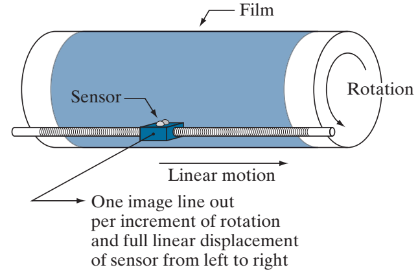 Film
Sensor
Rotation
Linear motion
One image line out
per increment of rotation
and full linear displacement
of sensor from left to right